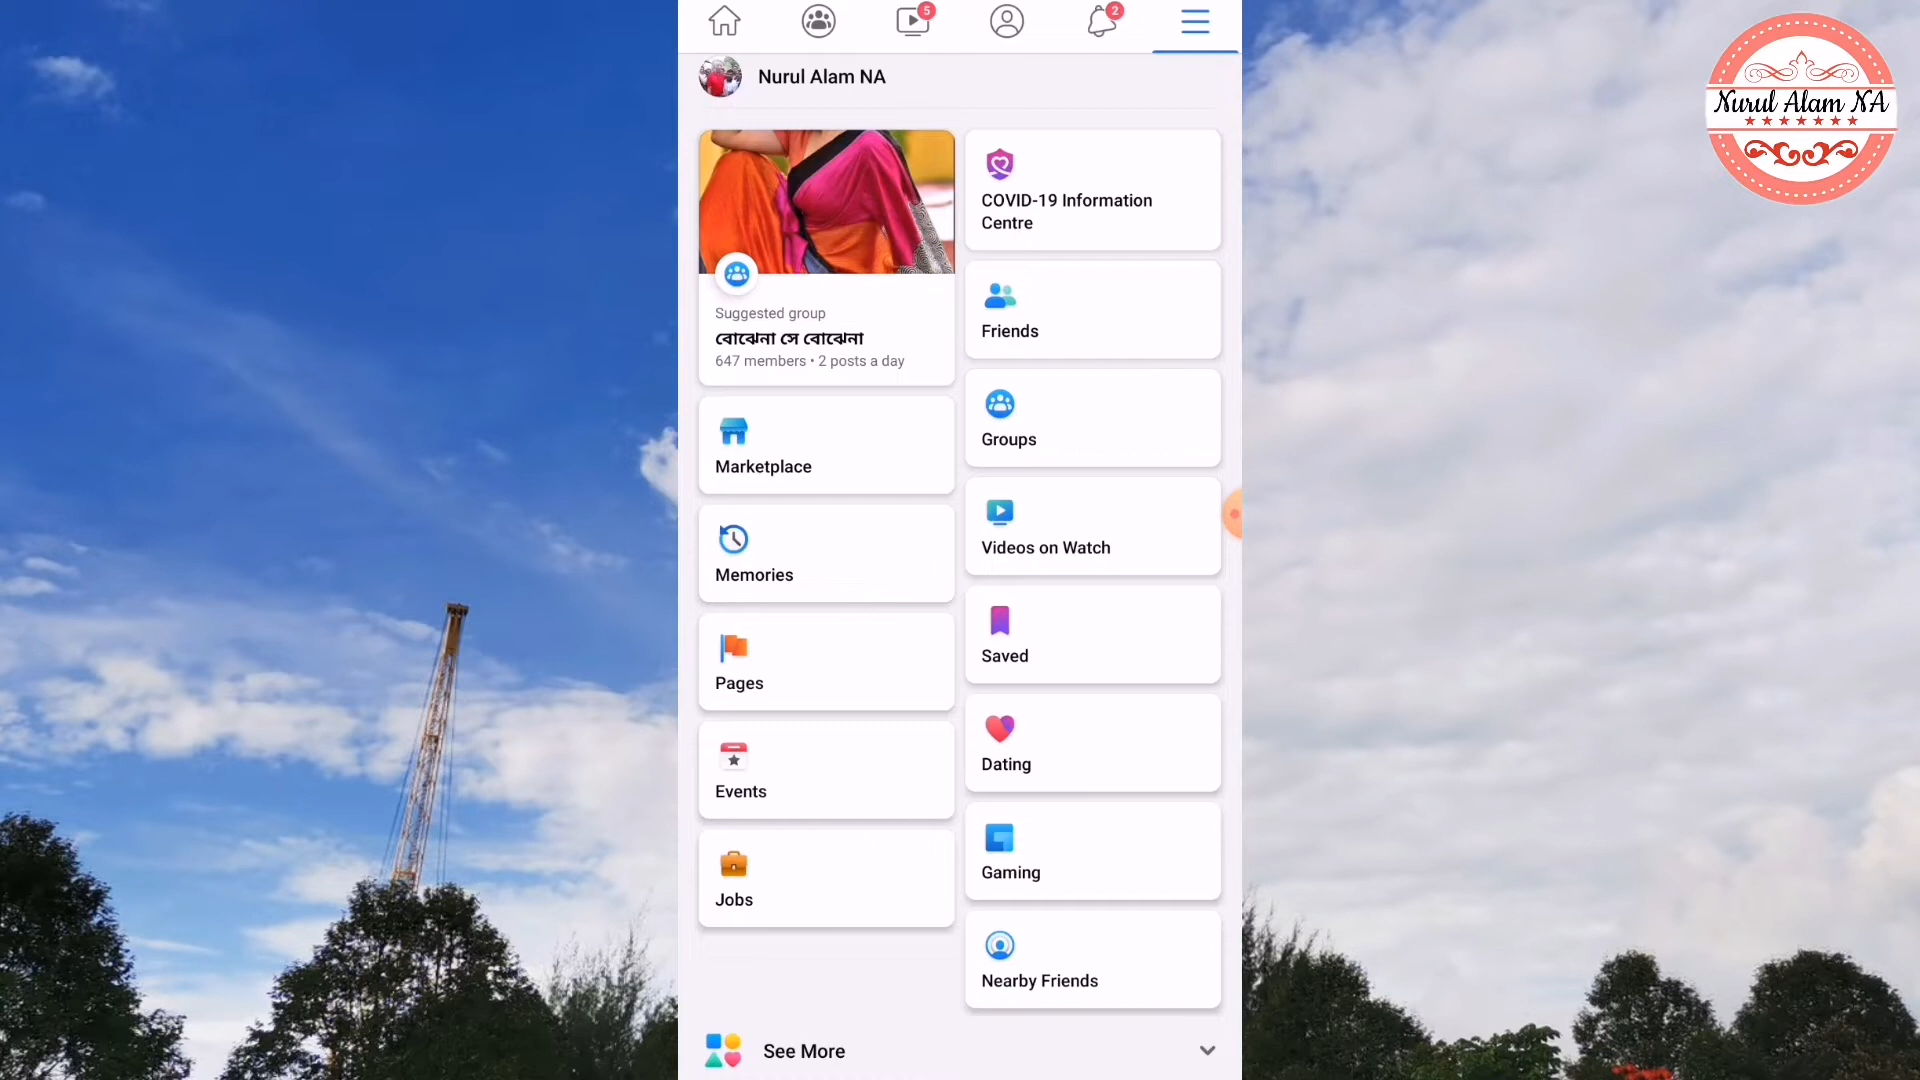 5
2
Nurul Alam NA
Nurul Alam NA
COVID-19 Information
Centre
Suggested group
বোঝেনা সে বোঝেনা
647 members • 2 posts a day
Friends
Groups
Marketplace
Videos on Watch
Memories
Saved
Pages
Dating
Events
Gaming
Jobs
Nearby Friends
See More